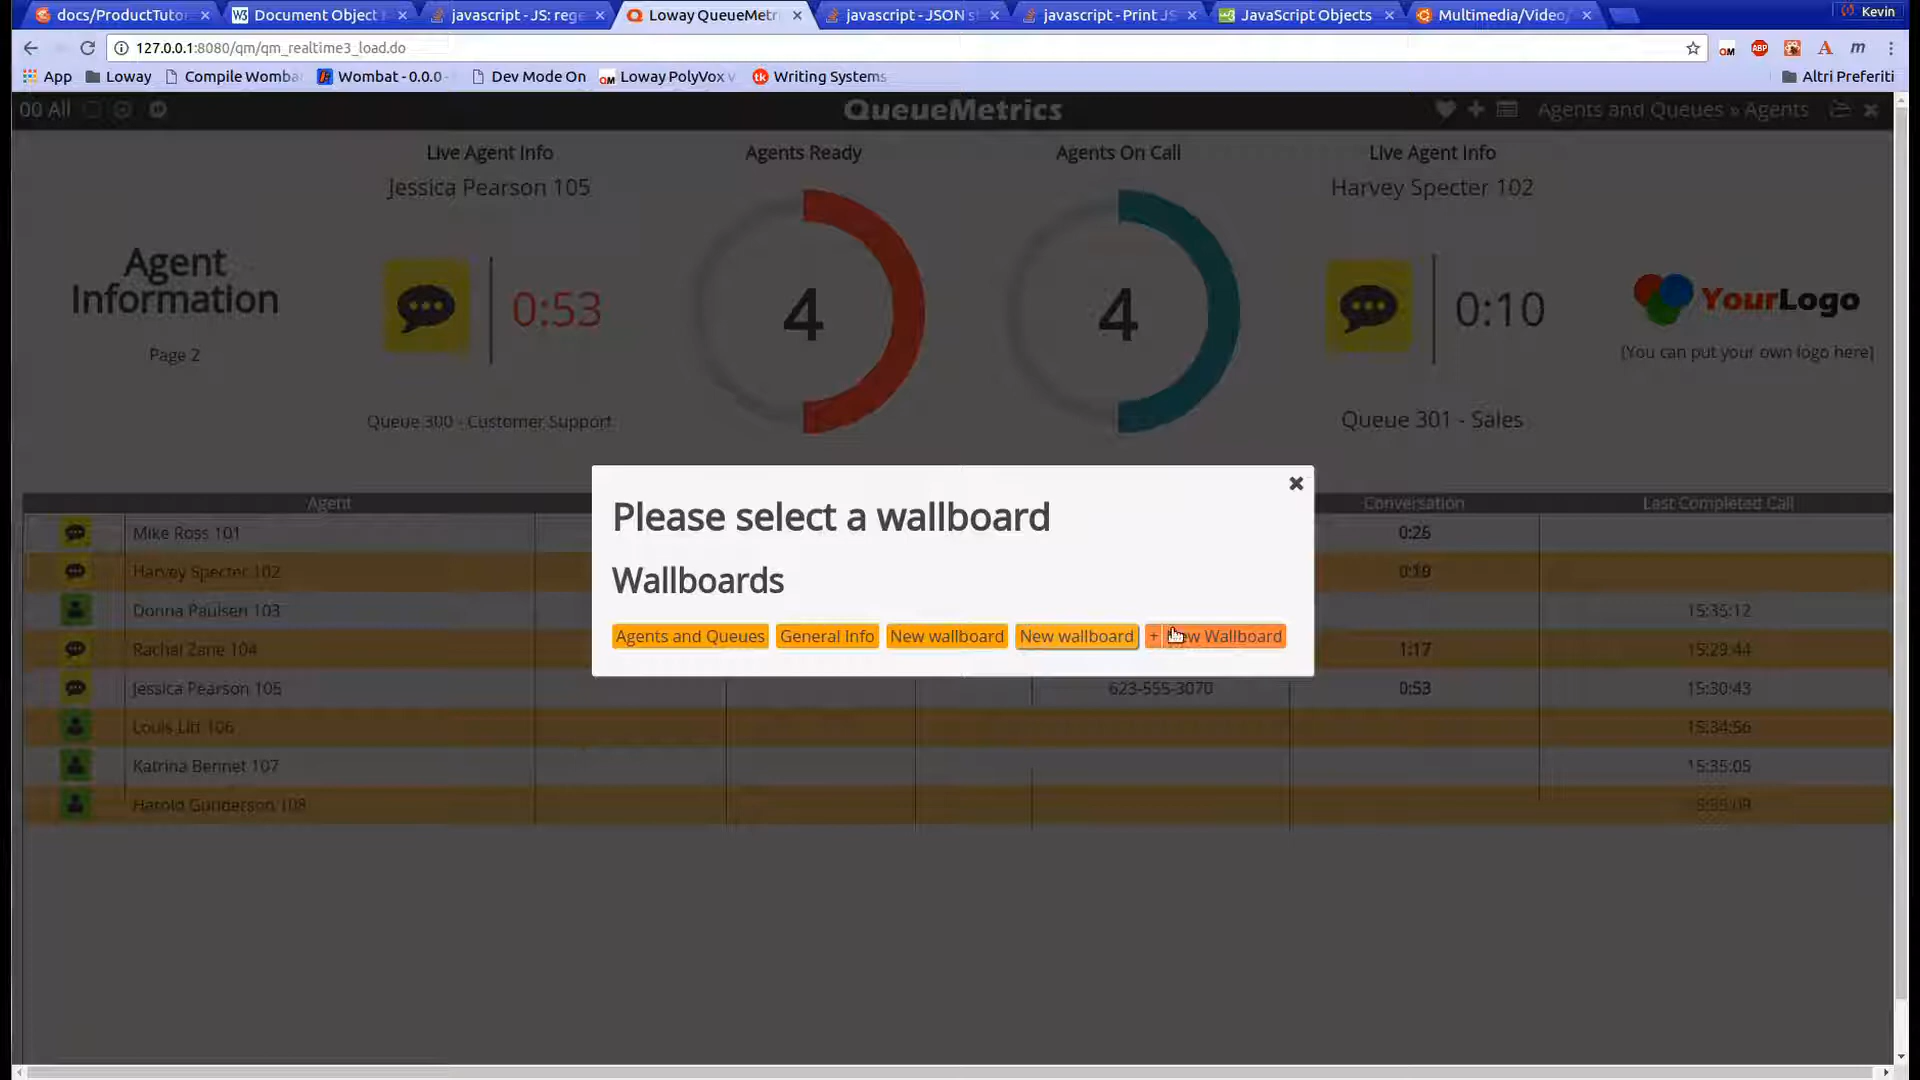 docs/ProductTuto
Document Object
javascript - JS: rege
Loway QueueMetri
javascript - JSON s
javascript - Print JS
JavaScript Objects
Multimedia/Video/
Kevin
127.0.0.1:8080/qm/qm_realtime3_load.do
App
Loway
Compile Womba
Wombat - 0.0.0 -
Dev Mode On
Loway PolyVox v
Writing Systems
Altri Preferiti
00 All
QueueMetrics
Agents and Queues » Agents
Live Agent Info
Agents Ready
Agents On Call
Live Agent Info
Jessica Pearson 105
Harvey Specter 102
Agent
Information
Page 2
0:53
4
4
0:10
YourLogo
(You can put your own logo here)
Queue 300 - Customer Support
Queue 301 - Sales
Please select a wallboard
Wallboards
Agents and Queues
General Info
New wallboard
New wallboard
+
Wallboard
Agent
Conversation
Last Completed Call
Mike Ross 101
0:25
Harvey Specter 102
Donna Paulsen 103
15:35:12
Rachel Zane 104
1:17
15:29:44
Jessica Pearson 105
623-555-3070
0:53
15:30:43
Louis Litt 106
15:34:56
Katrina Bennet 107
15:35:05
Harold Gunderson 108